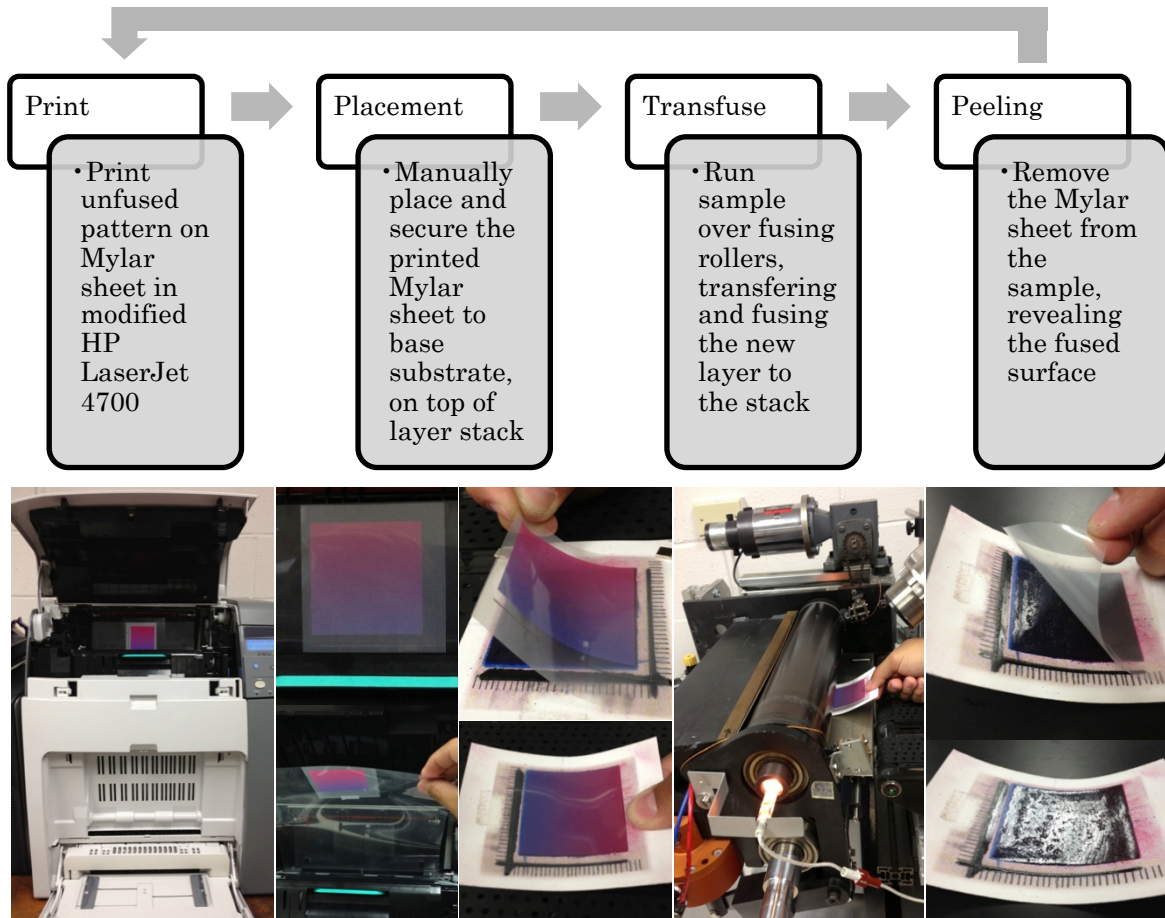 Print
• Print
unfused
pattern on
Mylar
sheet in
modified
HP
LaserJet
4700
Placement
• Manually
place and
secure the
printed
Mylar
sheet to
base
substrate,
on top of
layer stack
Transfuse
• Run
sample
over fusing
rollers,
transfering
and fusing
the new
layer to
the stack
Peeling
• Remove
the Mylar
sheet from
the
sample,
revealing
the fused
surface